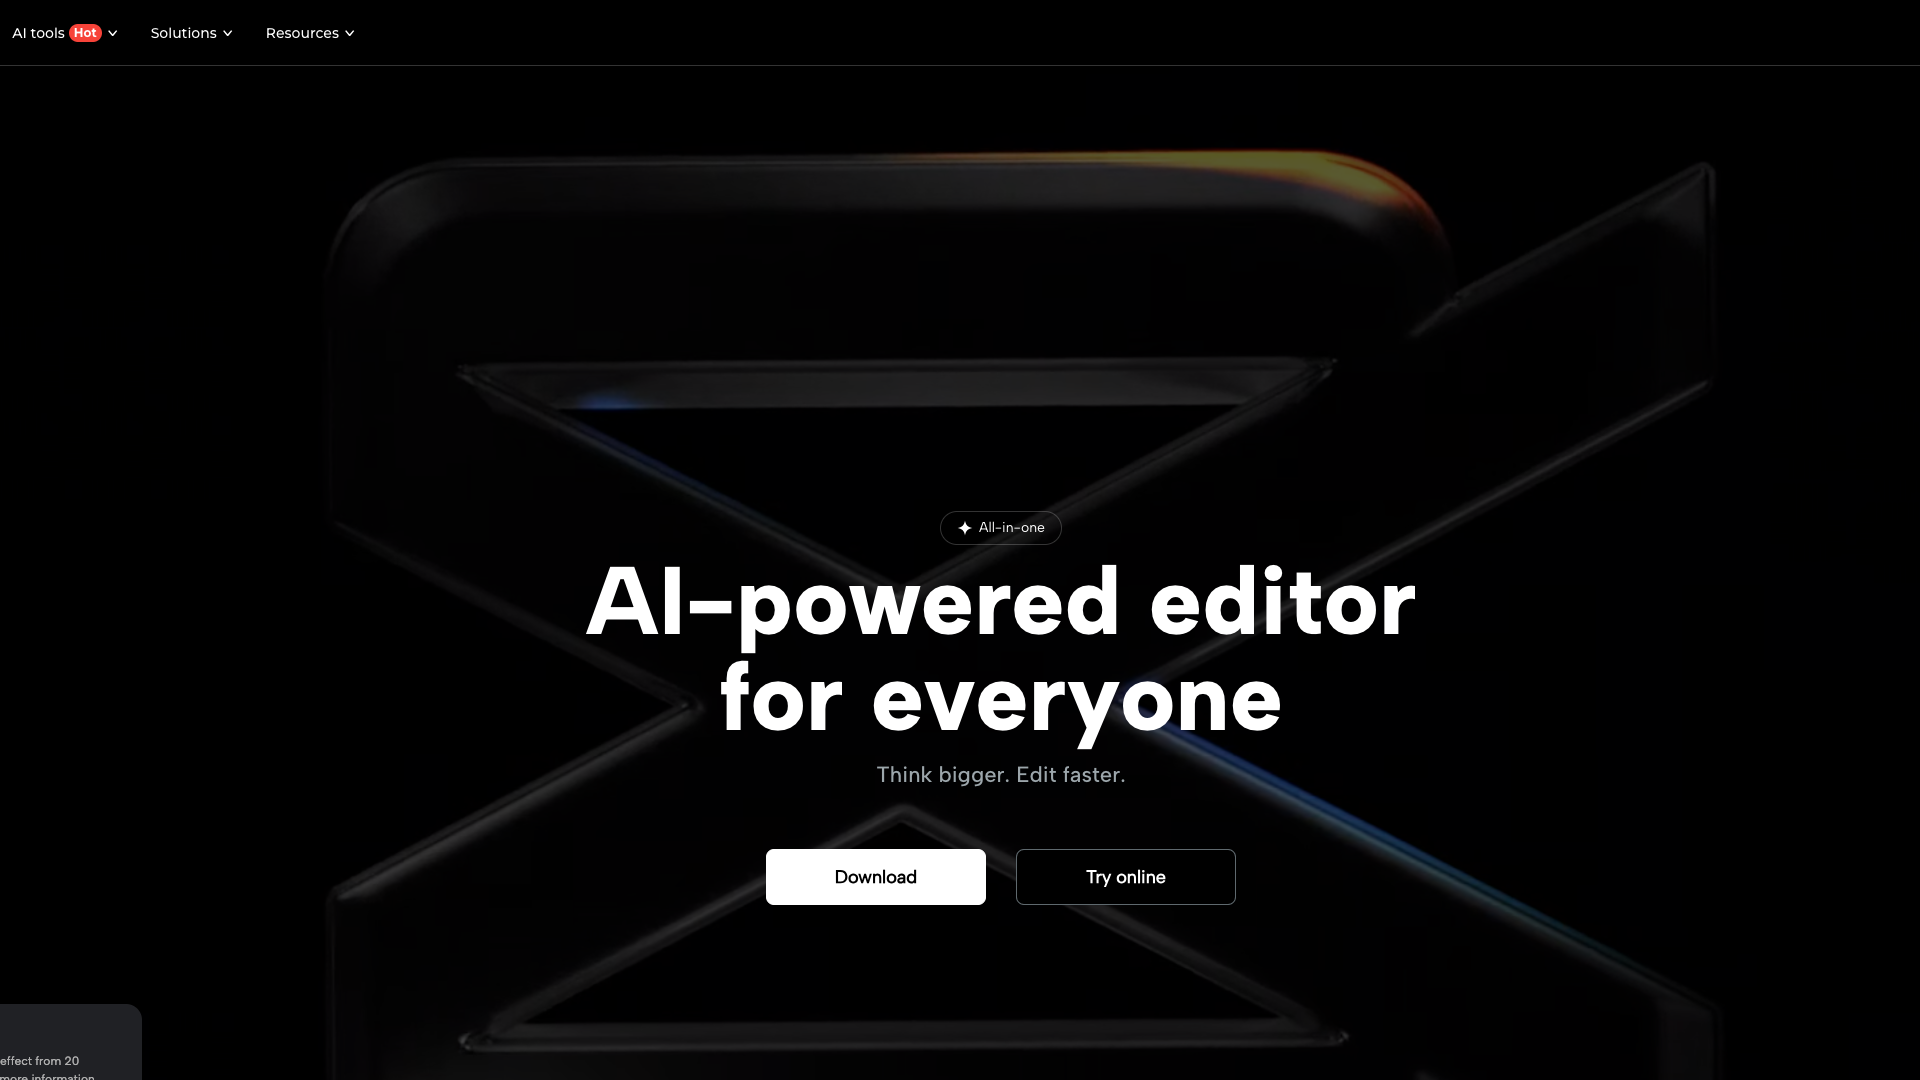 AI tools Hot
Solutions
Resources
All-in-one
AI-powered editor
for everyone
Think bigger. Edit faster.
Download
Try online
effect from 20
more information